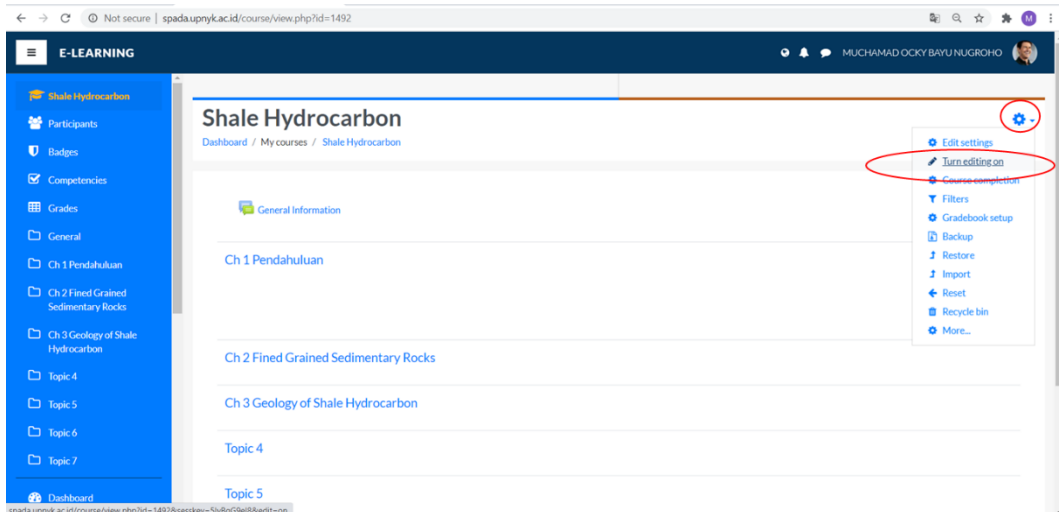 Not secure | spada.upnyk.ac.id/course/view.php?id=1492
M
E-LEARNING
MUCHAMAD OCKY BAYU NUGROHO
Shale Hydrocarbon
Participants
Badges
Competencies
Grades
General
Ch 1 Pendahuluan
Ch 2 Fined Grained
Sedimentary Rocks
Ch 3 Geology of Shale
Hydrocarbon
Topic 4
Topic 5
Topic 6
Topic 7
Dashboard
Shale Hydrocarbon
Dashboard / My courses / Shale Hydrocarbon
General Information
Ch 1 Pendahuluan
Ch 2 Fined Grained Sedimentary Rocks
Ch 3 Geology of Shale Hydrocarbon
Topic 4
Topic 5
Edit settings
Turn editing on
Course completion
Filters
Gradebook setup
Backup
Restore
Import
Reset
Recycle bin
More...